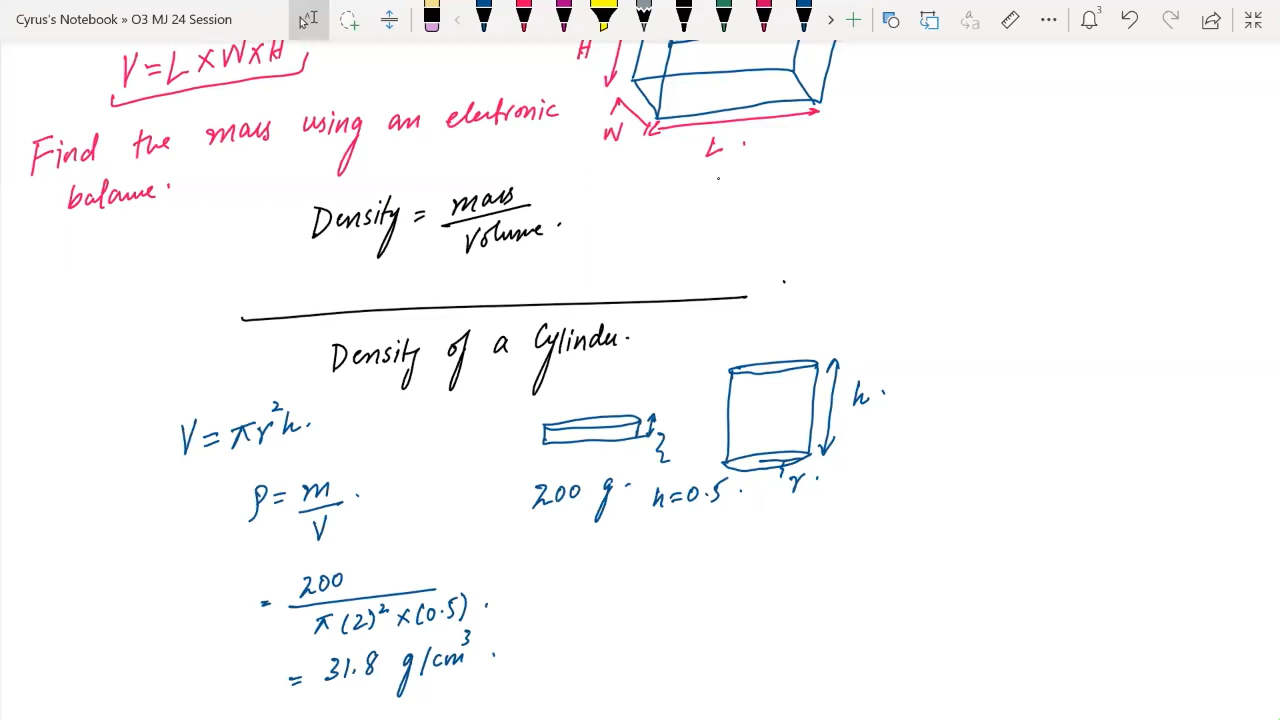 Cyrus's Notebook » O3 MJ 24 Session
3
V = L × W × H
H
W
L .
Find the mass using an electronic
balance.
Density = mass / volume .
Density of a Cylinder.
V = πr²h.
h .
r .
2
200 g . h = 0.5 .
ρ = m / V .
= 200 / π (2)² × (0.5) .
= 31.8 g/cm³ .